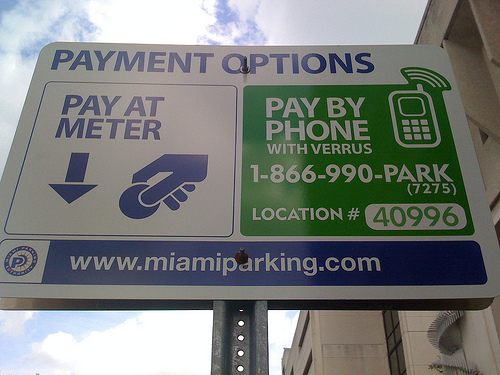 PAYMENT OPTIONS
PAY AT
METER
PAY BY
PHONE
WITH VERRUS
1-866-990-PARK
(7275)
LOCATION # 40996
P
www.miamiparking.com